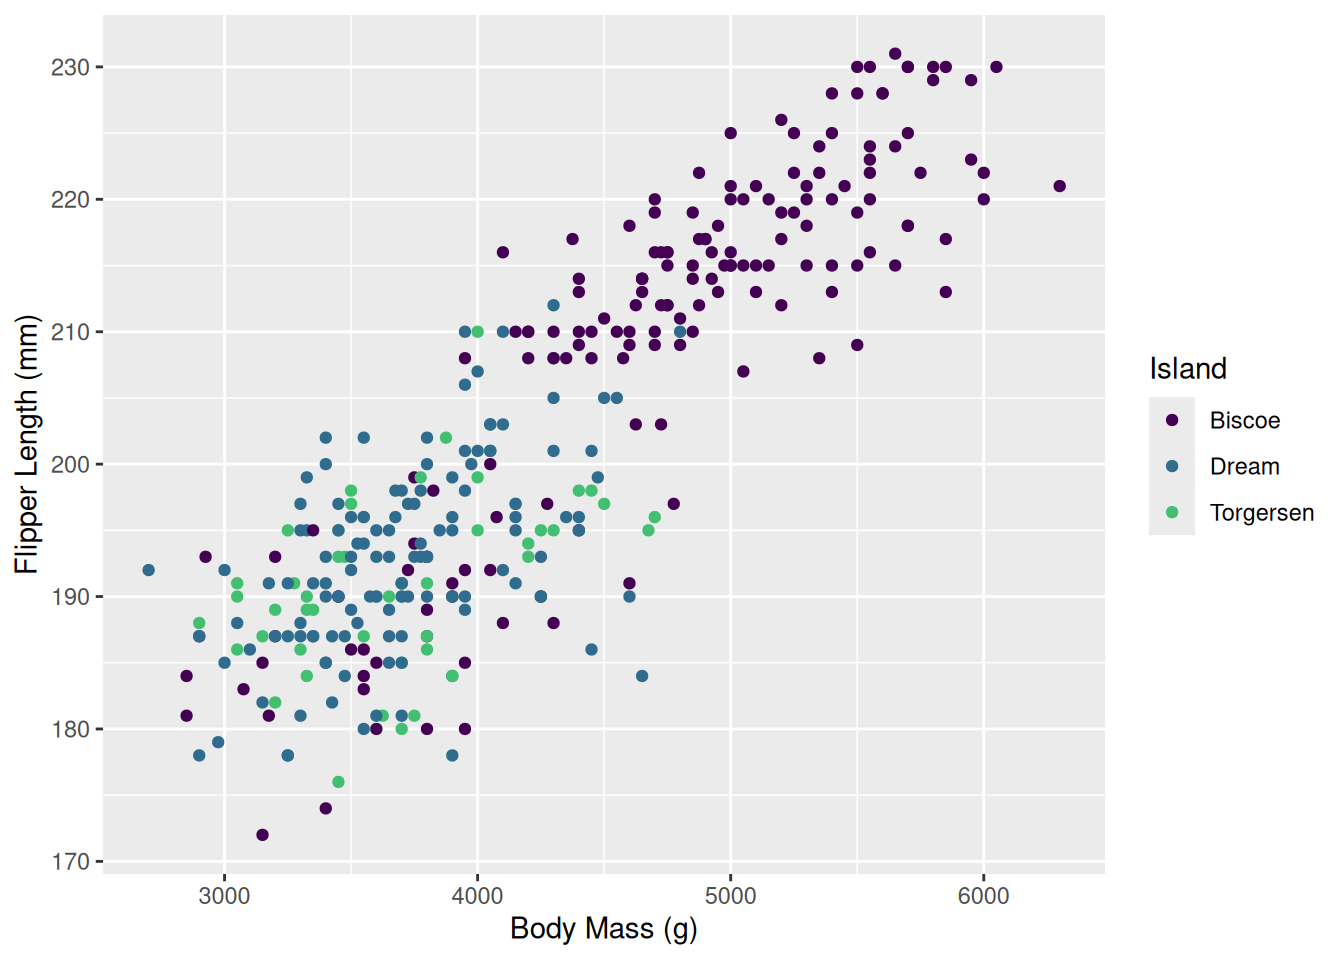 230
220
210
200
190
180
170
3000 4000 5000 6000
Body Mass (g)
Flipper Length (mm)
Island
Biscoe
Dream
Torgersen